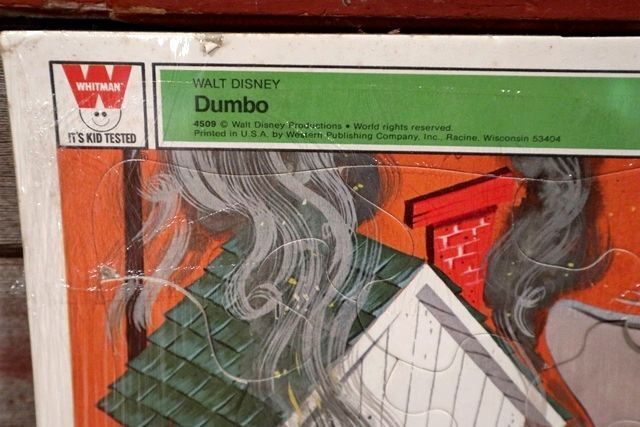 WHITMAN
IT'S KID TESTED
WALT DISNEY
Dumbo
4509 © Walt Disney Productions • World rights reserved.
Printed in U.S.A. by Western Publishing Company, Inc., Racine, Wisconsin 53404